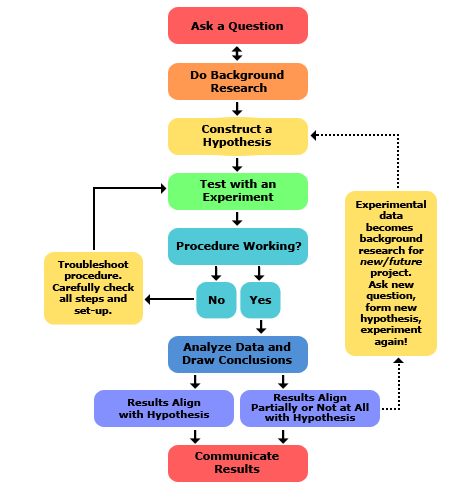 Ask a Question
Do Background
Research
Construct a
Hypothesis
Test with an
Experiment
Procedure Working?
Troubleshoot
procedure.
Carefully check
all steps and
set-up.
No
Yes
Experimental
data
becomes
background
research for
new/future
project.
Ask new
question,
form new
hypothesis,
experiment
again!
Analyze Data and
Draw Conclusions
Results Align
with Hypothesis
Results Align
Partially or Not at All
with Hypothesis
Communicate
Results